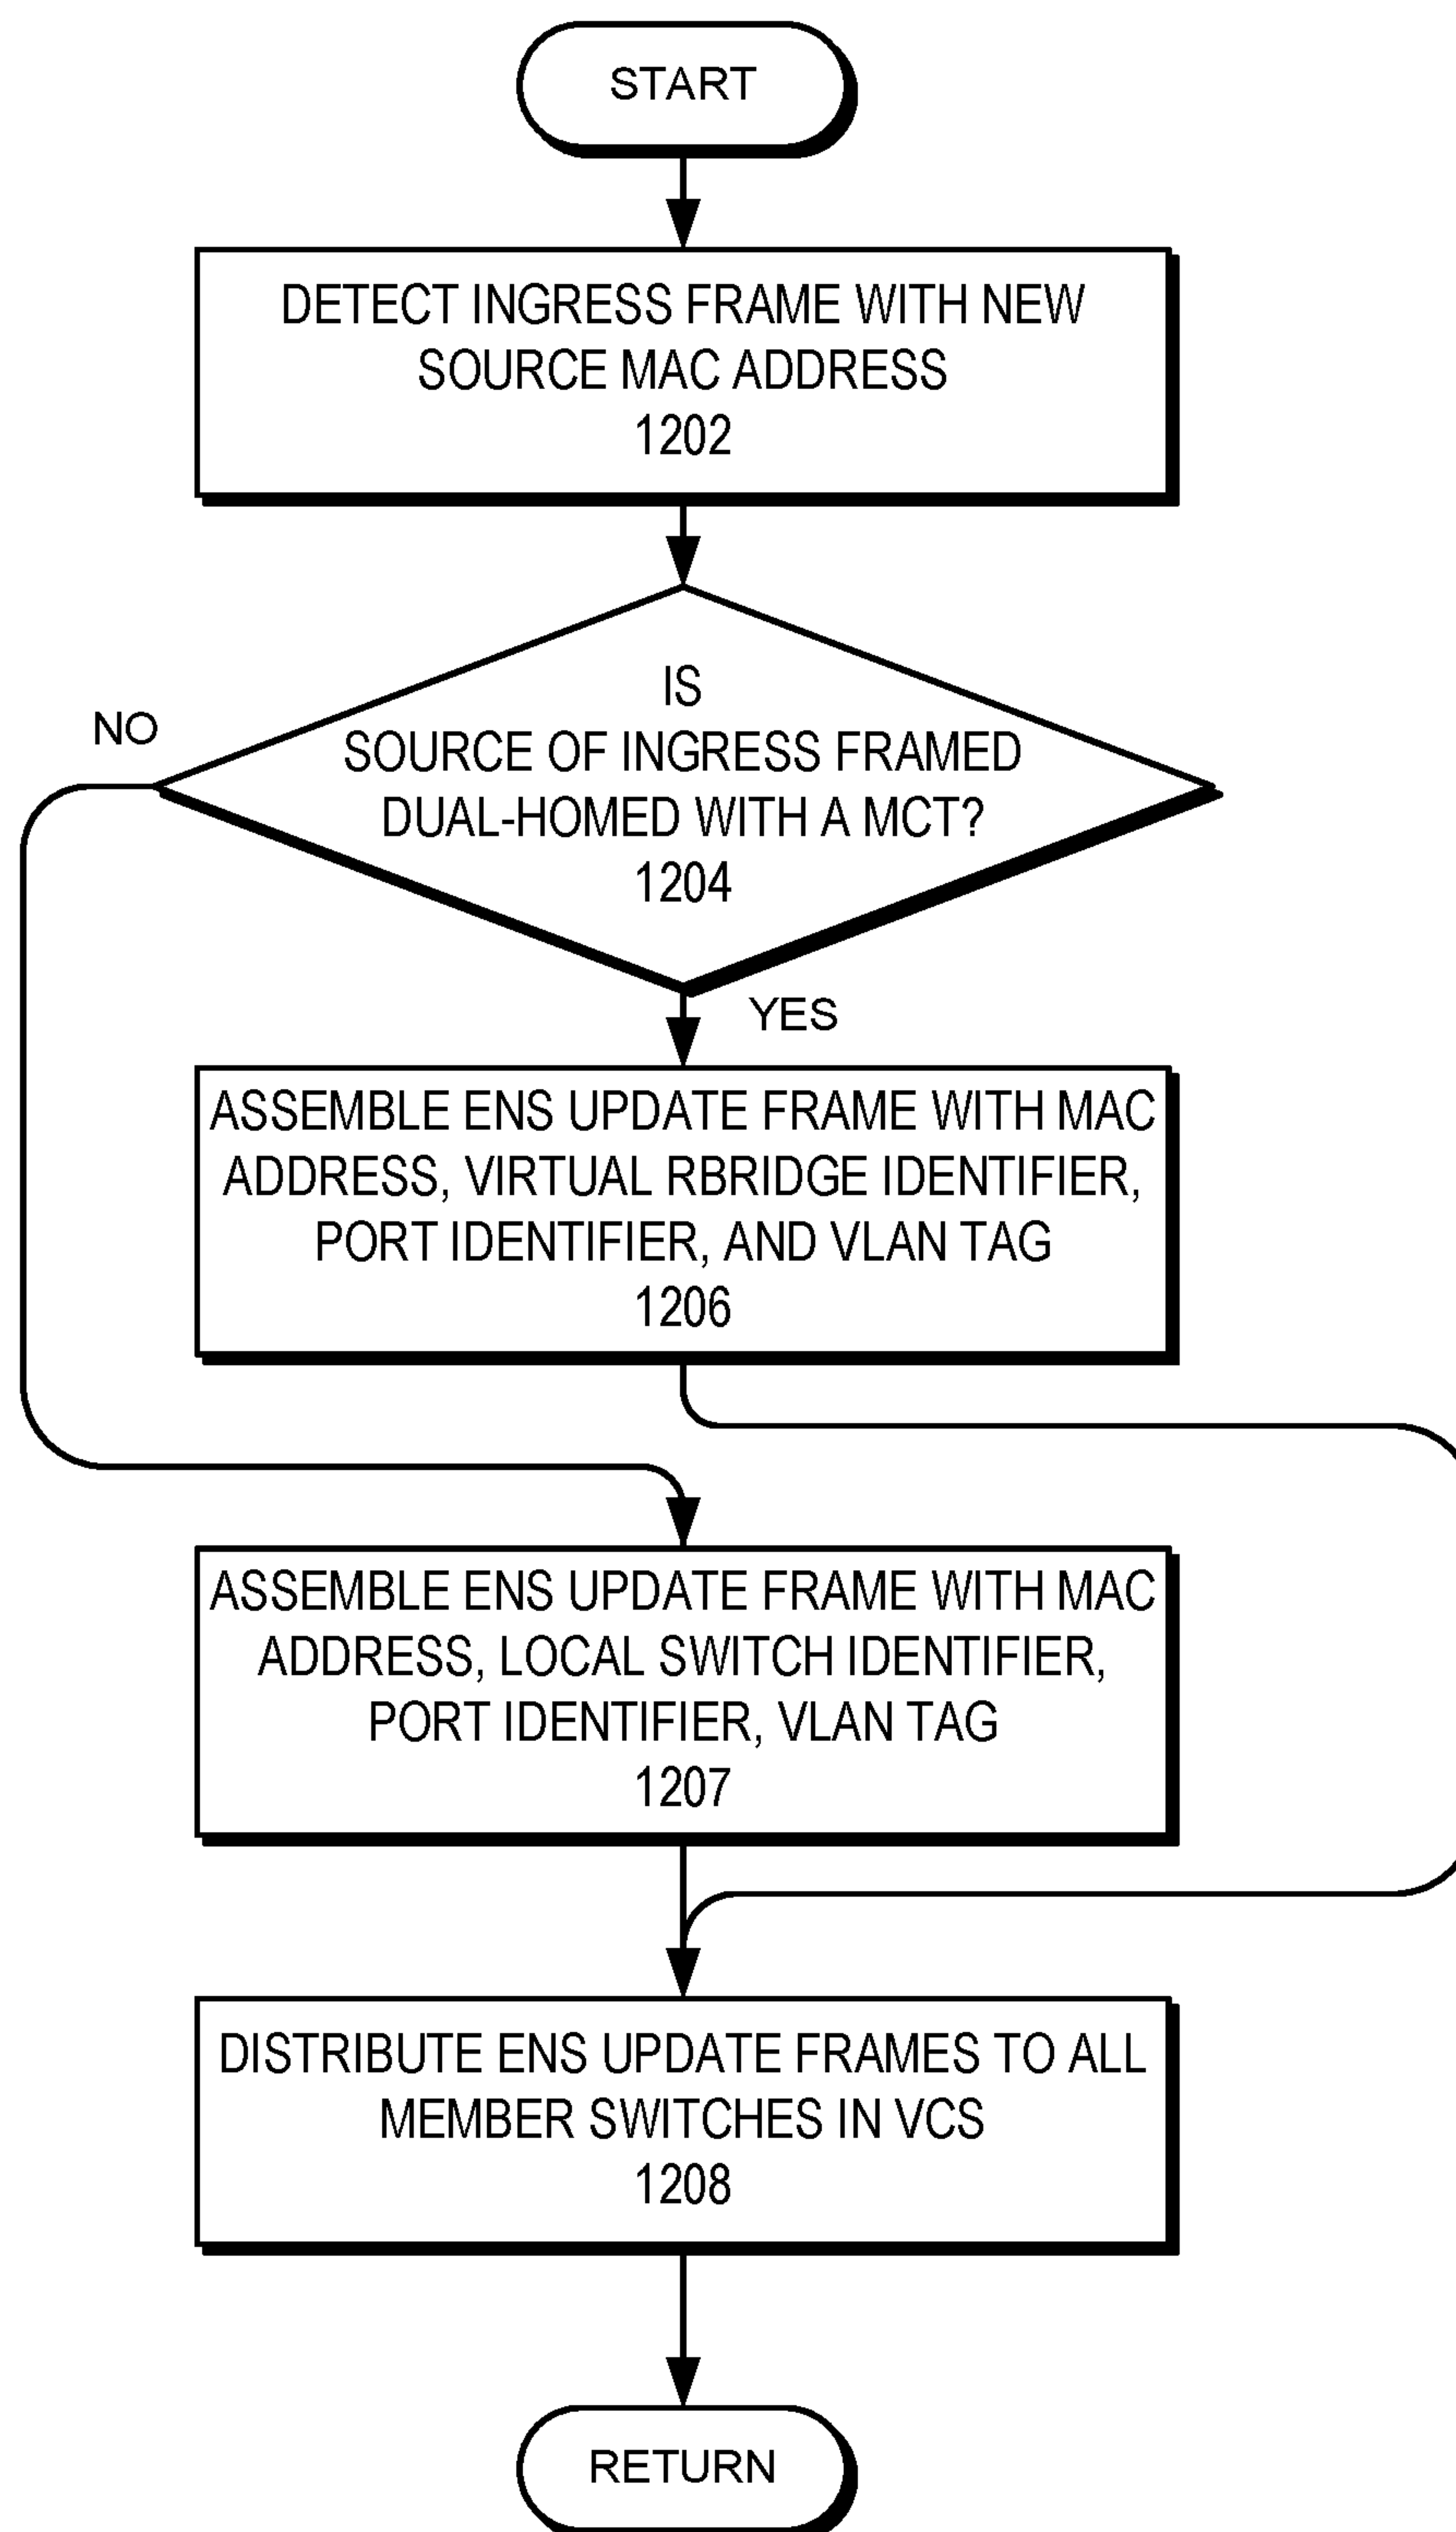 START
DETECT INGRESS FRAME WITH NEW
SOURCE MAC ADDRESS
1202
IS
SOURCE OF INGRESS FRAMED
DUAL-HOMED WITH A MCT?
1204
NO
YES
ASSEMBLE ENS UPDATE FRAME WITH MAC
ADDRESS, VIRTUAL RBRIDGE IDENTIFIER,
PORT IDENTIFIER, AND VLAN TAG
1206
ASSEMBLE ENS UPDATE FRAME WITH MAC
ADDRESS, LOCAL SWITCH IDENTIFIER,
PORT IDENTIFIER, VLAN TAG
1207
DISTRIBUTE ENS UPDATE FRAMES TO ALL
MEMBER SWITCHES IN VCS
1208
RETURN